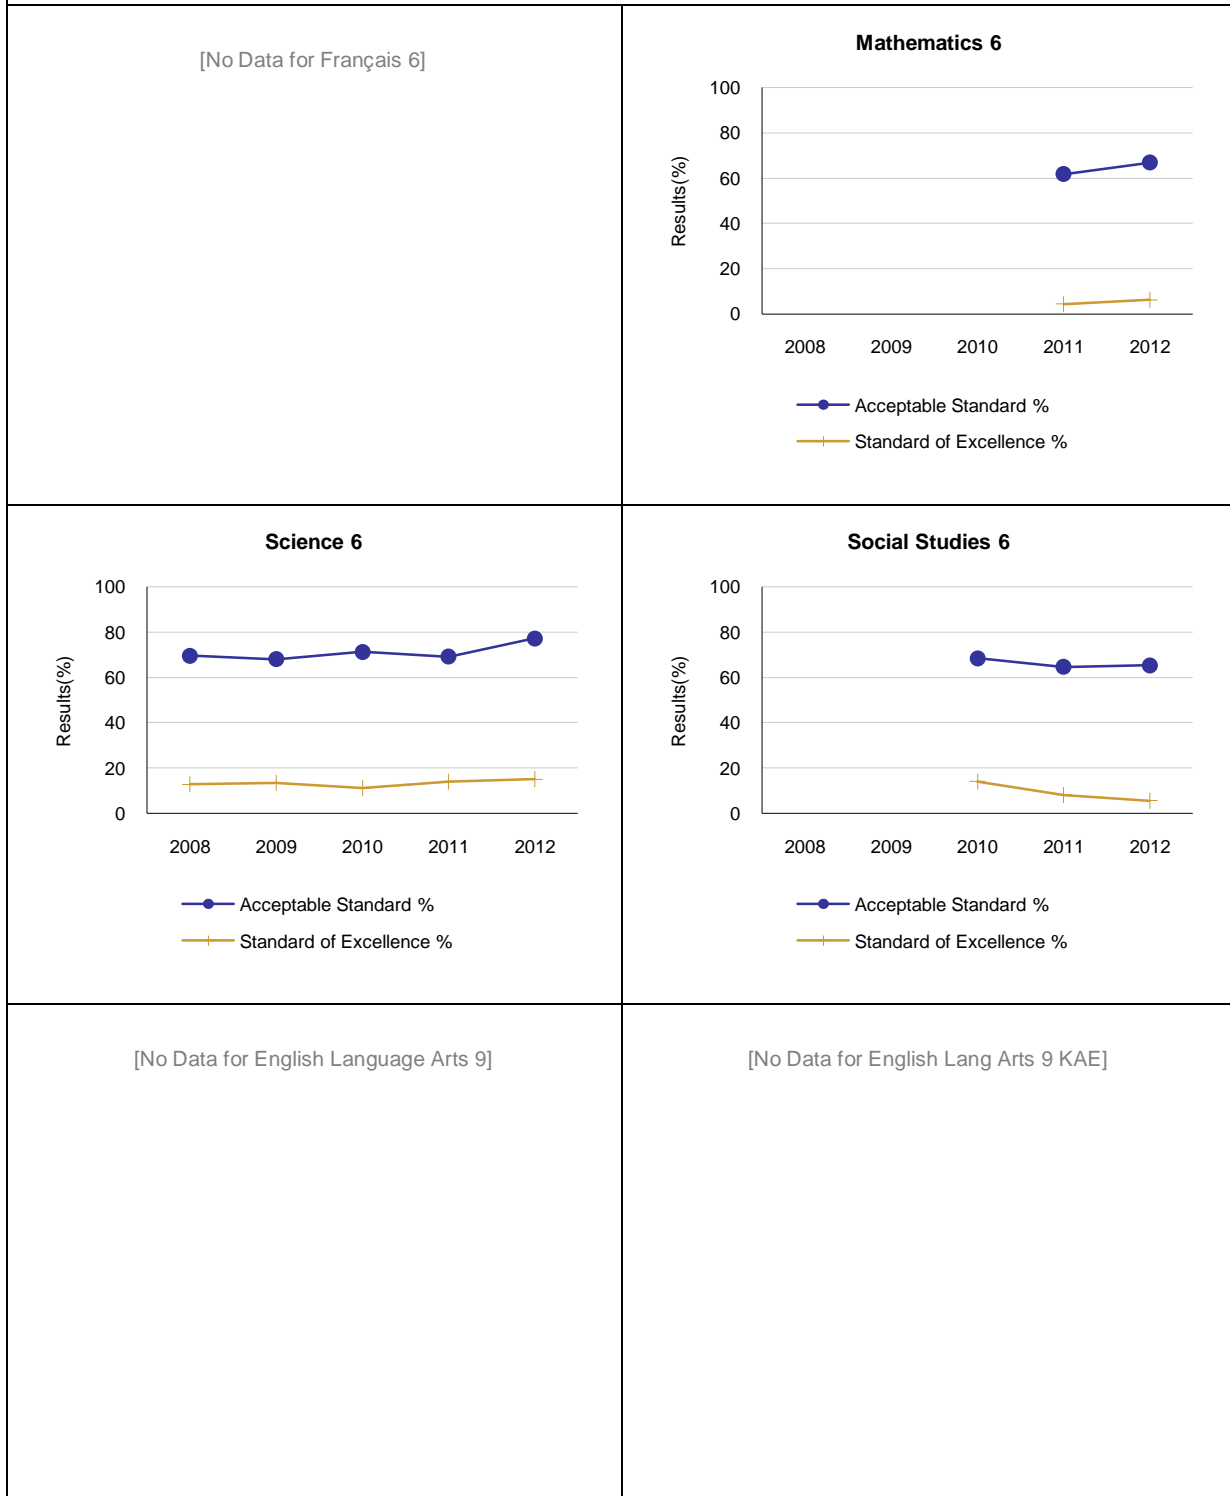 [No Data for Français 6]
Mathematics 6
Results(%)
100
80
60
40
20
0
2008 2009 2010 2011 2012
Acceptable Standard %
Standard of Excellence %
Science 6
Results(%)
100
80
60
40
20
0
2008 2009 2010 2011 2012
Acceptable Standard %
Standard of Excellence %
Social Studies 6
Results(%)
100
80
60
40
20
0
2008 2009 2010 2011 2012
Acceptable Standard %
Standard of Excellence %
[No Data for English Language Arts 9]
[No Data for English Lang Arts 9 KAE]